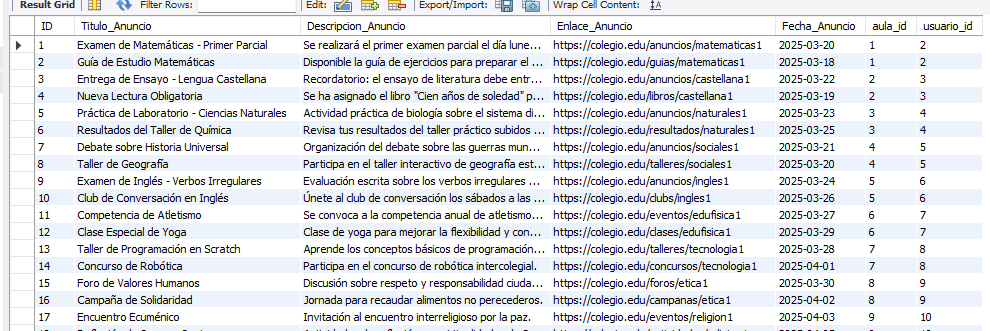 Result Grid Filter Rows: Edit: Export/Import: Wrap Cell Content:
ID Titulo_Anuncio Descripcion_Anuncio Enlace_Anuncio Fecha_Anuncio aula_id usuario_id
1 Examen de Matemáticas - Primer Parcial Se realizará el primer examen parcial el día lune... https://colegio.edu/anuncios/matematicas1 2025-03-20 1 2
2 Guía de Estudio Matemáticas Disponible la guía de ejercicios para preparar el ... https://colegio.edu/guias/matematicas1 2025-03-18 1 2
3 Entrega de Ensayo - Lengua Castellana Recordatorio: el ensayo de literatura debe entr... https://colegio.edu/anuncios/castellana1 2025-03-22 2 3
4 Nueva Lectura Obligatoria Se ha asignado el libro "Cien años de soledad" p... https://colegio.edu/libros/castellana1 2025-03-19 2 3
5 Práctica de Laboratorio - Ciencias Naturales Actividad práctica de biología sobre el sistema di... https://colegio.edu/anuncios/naturales1 2025-03-23 3 4
6 Resultados del Taller de Química Revisa tus resultados del taller práctico subidos ... https://colegio.edu/resultados/naturales1 2025-03-25 3 4
7 Debate sobre Historia Universal Organización del debate sobre las guerras mun... https://colegio.edu/anuncios/sociales1 2025-03-21 4 5
8 Taller de Geografía Participa en el taller interactivo de geografía est... https://colegio.edu/talleres/sociales1 2025-03-20 4 5
9 Examen de Inglés - Verbos Irregulares Evaluación escrita sobre los verbos irregulares ... https://colegio.edu/anuncios/ingles1 2025-03-24 5 6
10 Club de Conversación en Inglés Únete al club de conversación los sábados a las ... https://colegio.edu/clubs/ingles1 2025-03-26 5 6
11 Competencia de Atletismo Se convoca a la competencia anual de atletismo... https://colegio.edu/eventos/edufisica1 2025-03-27 6 7
12 Clase Especial de Yoga Clase de yoga para mejorar la flexibilidad y con... https://colegio.edu/clases/edufisica1 2025-03-29 6 7
13 Taller de Programación en Scratch Aprende los conceptos básicos de programación... https://colegio.edu/talleres/tecnologia1 2025-03-28 7 8
14 Concurso de Robótica Participa en el concurso de robótica intercolegial. https://colegio.edu/concursos/tecnologia1 2025-04-01 7 8
15 Foro de Valores Humanos Discusión sobre respeto y responsabilidad ciuda... https://colegio.edu/foros/etica1 2025-03-30 8 9
16 Campaña de Solidaridad Jornada para recaudar alimentos no perecederos. https://colegio.edu/campanas/etica1 2025-04-02 8 9
17 Encuentro Ecuménico Invitación al encuentro interreligioso por la paz. https://colegio.edu/eventos/religion1 2025-04-03 9 10